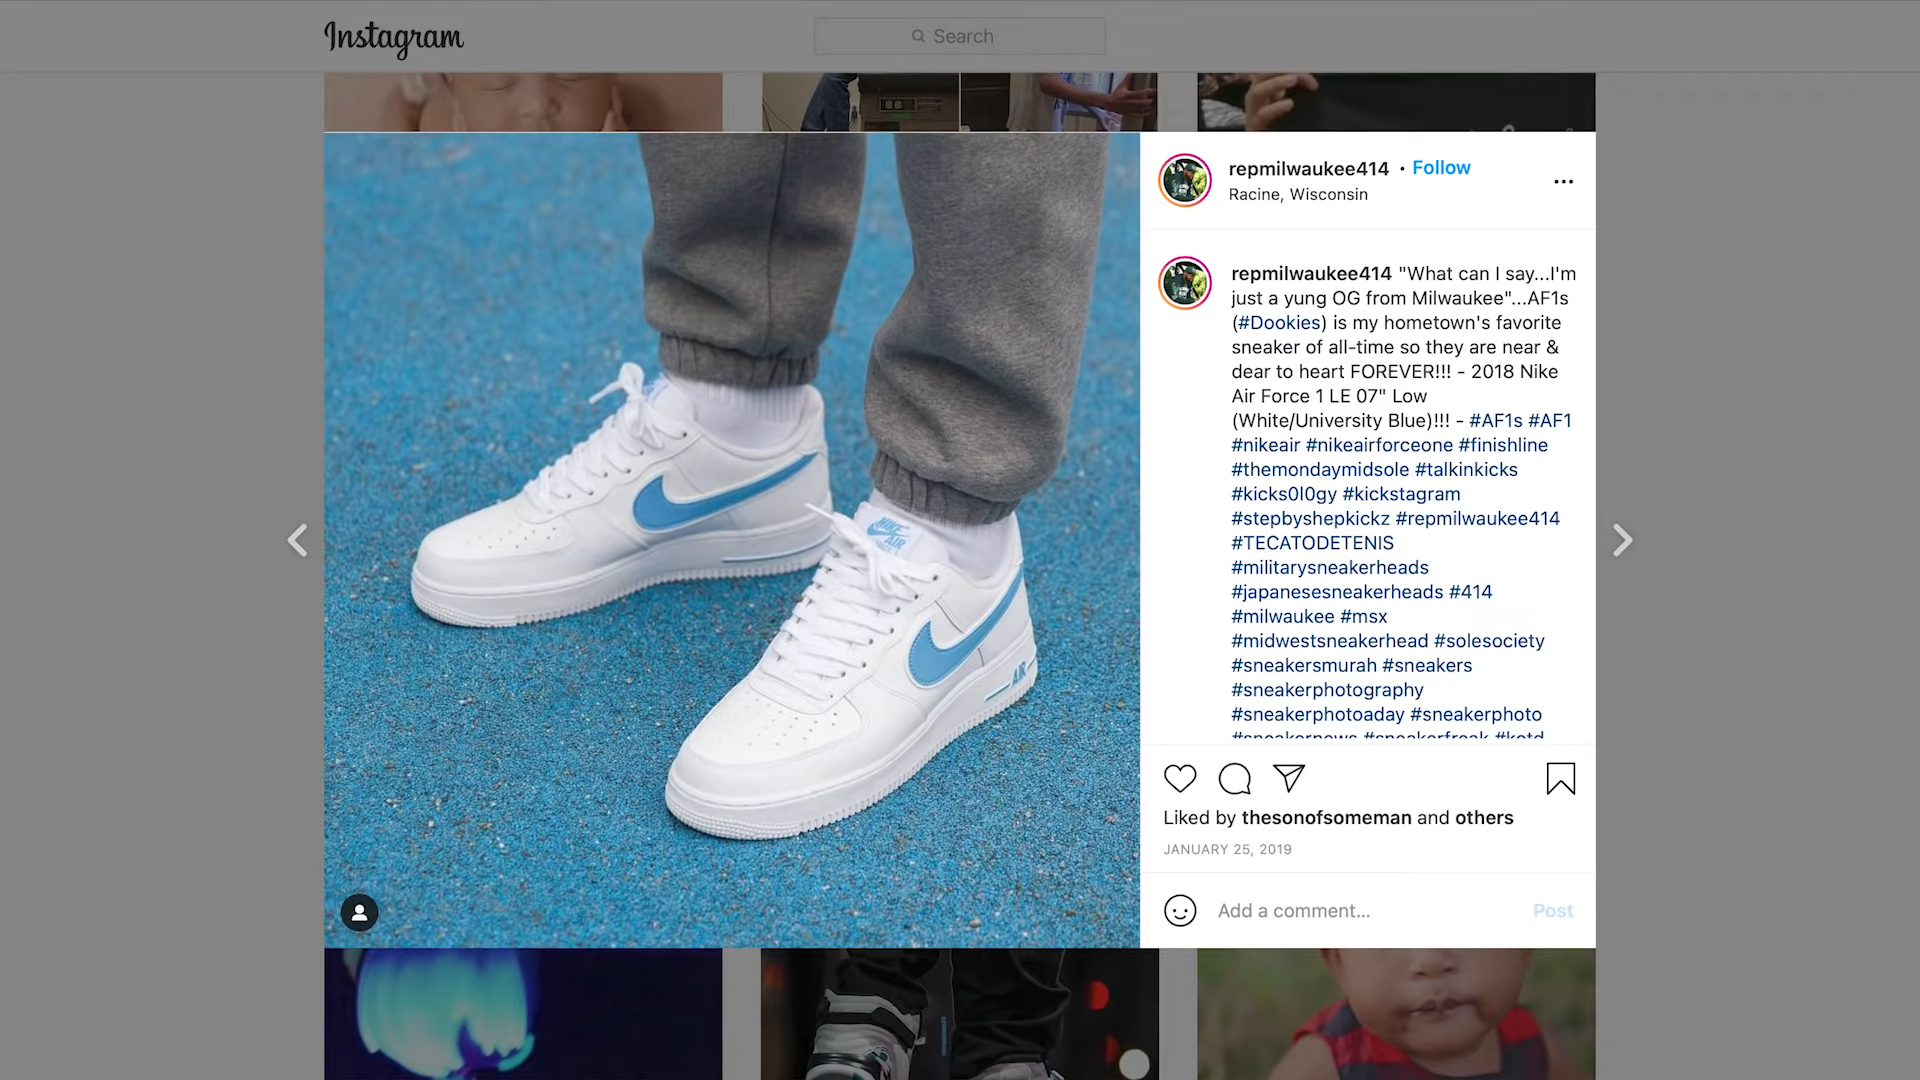 Instagram
Search
repmilwaukee414 • Follow
Racine, Wisconsin
repmilwaukee414 "What can I say...I'm
just a yung OG from Milwaukee"...AF1s
(#Dookies) is my hometown's favorite
sneaker of all-time so they are near &
dear to heart FOREVER!!! - 2018 Nike
Air Force 1 LE 07" Low
(White/University Blue)!!! - #AF1s #AF1
#nikeair #nikeairforceone #finishline
#themondaymidsole #talkinkicks
#kicks0l0gy #kickstagram
#stepbyshepkickz #repmilwaukee414
#TECATODETENIS
#militarysneakerheads
#japanesesneakerheads #414
#milwaukee #msx
#midwestsneakerhead #solesociety
#sneakersmurah #sneakers
#sneakerphotography
#sneakerphotoaday #sneakerphoto
#sneakernews #sneakerfreak #kotd
Liked by thesonofsomeman and others
JANUARY 25, 2019
Add a comment...
Post
NIKE
AIR
AIR